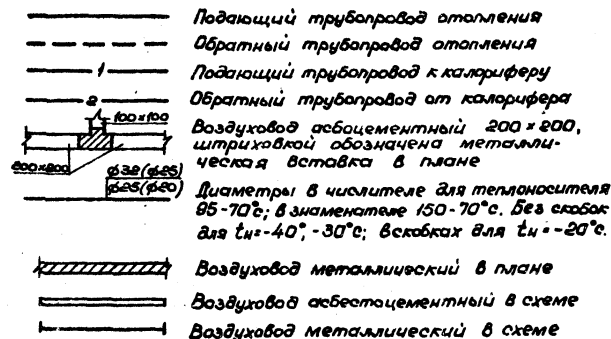 Подающий трубопровод отопления
Обратный трубопровод отопления
1 Подающий трубопровод к калориферу
2 Обратный трубопровод от калорифера
100×100
Воздуховод асбоцементный 200×200,
штриховкой обозначена металли-
ческая вставка в плане
200×200
ф32(ф25)
ф25(ф20)
Диаметры в числителе для теплоносителя
95-70°с; в знаменателе 150-70°с. Без скобок
для tн=-40°,-30°с; в скобках для tн=-20°с.
Воздуховод металлический в плане
Воздуховод асбестоцементный в схеме
Воздуховод металлический в схеме